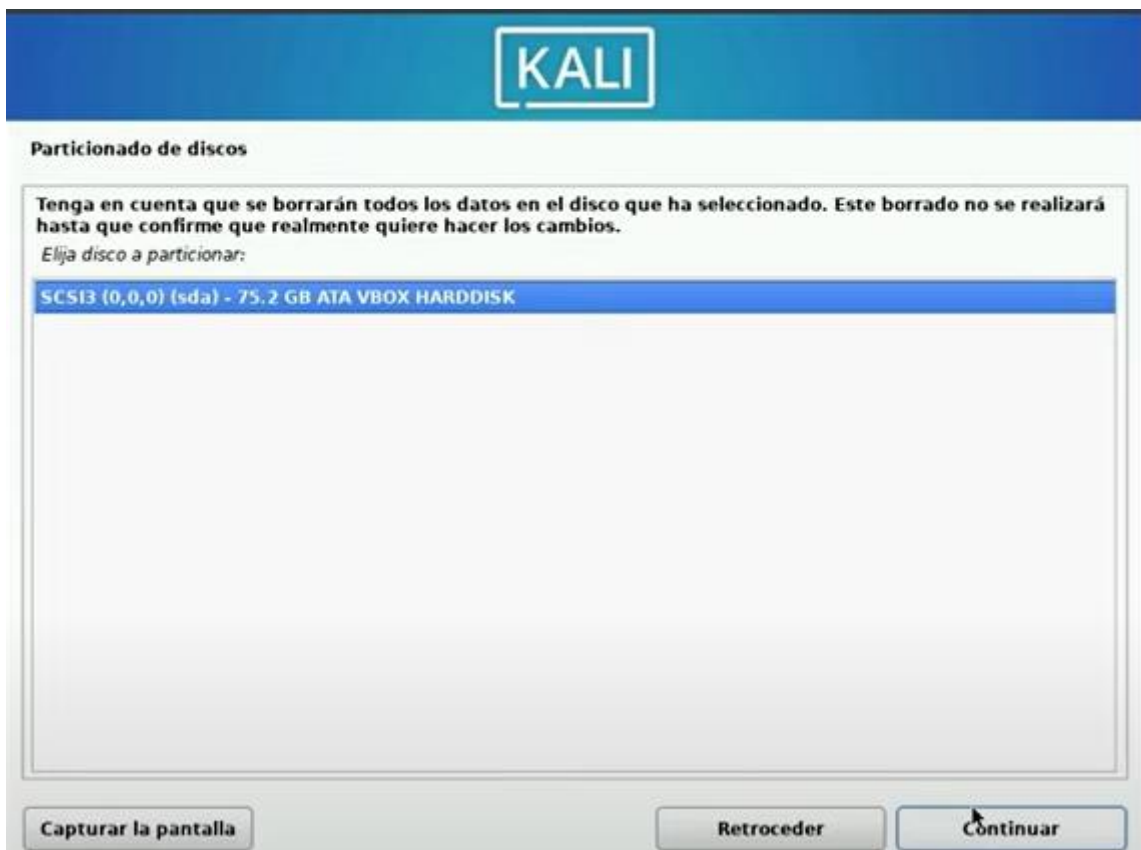 KALI
Particionado de discos
Tenga en cuenta que se borrarán todos los datos en el disco que ha seleccionado. Este borrado no se realizará
hasta que confirme que realmente quiere hacer los cambios.
Elija disco a particionar:
SCSI3 (0,0,0) (sda) - 75.2 GB ATA VBOX HARDDISK
Capturar la pantalla
Retroceder
Continuar